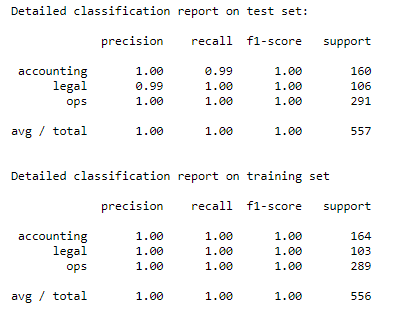 Detailed classification report on test set:
precision recall f1-score support
accounting 1.00 0.99 1.00 160
legal 0.99 1.00 1.00 106
ops 1.00 1.00 1.00 291
avg / total 1.00 1.00 1.00 557
Detailed classification report on training set
precision recall f1-score support
accounting 1.00 1.00 1.00 164
legal 1.00 1.00 1.00 103
ops 1.00 1.00 1.00 289
avg / total 1.00 1.00 1.00 556